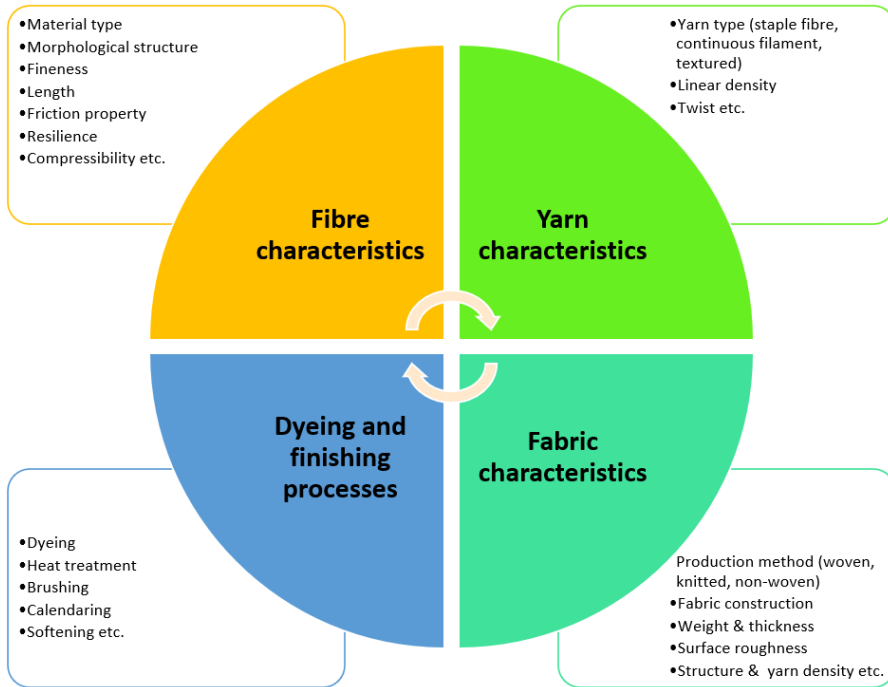 •Material type
•Morphological structure
•Fineness
•Length
•Friction property
•Resilience
•Compressibility etc.
•Yarn type (staple fibre,
continuous filament,
textured)
•Linear density
•Twist etc.
Fibre
characteristics
Yarn
characteristics
Dyeing and
finishing
processes
Fabric
characteristics
•Dyeing
•Heat treatment
•Brushing
•Calendaring
•Softening etc.
Production method (woven,
knitted, non-woven)
•Fabric construction
•Weight & thickness
•Surface roughness
•Structure & yarn density etc.